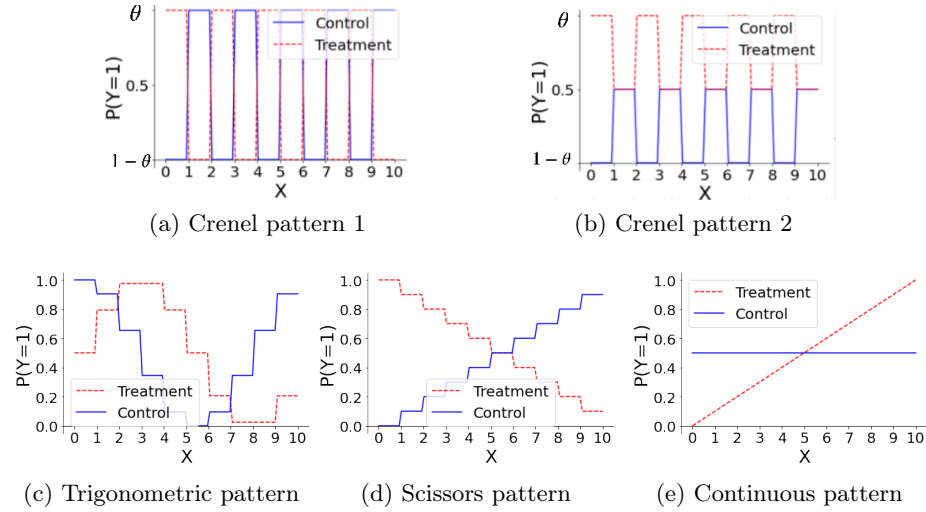 θ
0.5
1 − θ
P(Y=1)
Control
Treatment
0 1 2 3 4 5 6 7 8 9 10
X
(a) Crenel pattern 1
θ
0.5
1 − θ
P(Y=1)
Control
Treatment
0 1 2 3 4 5 6 7 8 9 10
X
(b) Crenel pattern 2
1.0
0.8
0.6
0.4
0.2
0.0
P(Y=1)
Treatment
Control
0 1 2 3 4 5 6 7 8 9 10
X
(c) Trigonometric pattern
1.0
0.8
0.6
0.4
0.2
0.0
P(Y=1)
Treatment
Control
0 1 2 3 4 5 6 7 8 9 10
X
(d) Scissors pattern
1.0
0.8
0.6
0.4
0.2
0.0
P(Y=1)
Treatment
Control
0 1 2 3 4 5 6 7 8 9 10
X
(e) Continuous pattern